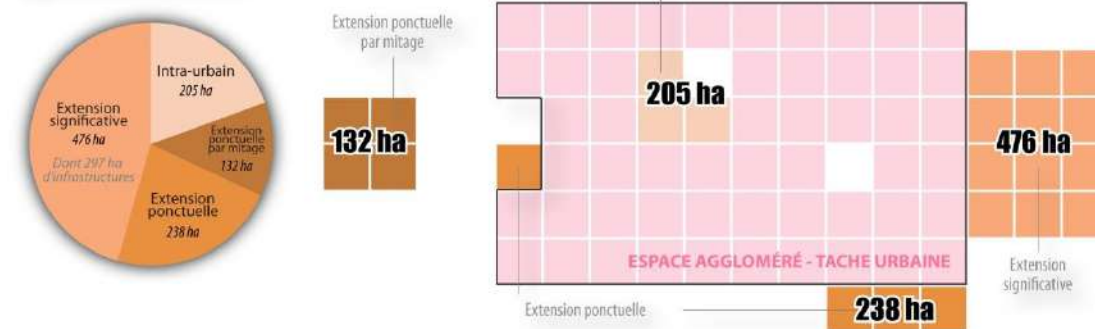 Intra-urbain
205 ha
Extension
significative
476 ha
Dont 297 ha
d'infrastructures
Extension
ponctuelle
par mitage
132 ha
Extension
ponctuelle
238 ha
Extension ponctuelle
par mitage
132 ha
205 ha
476 ha
ESPACE AGGLOMÉRÉ - TACHE URBAINE
Extension
significative
Extension ponctuelle
238 ha